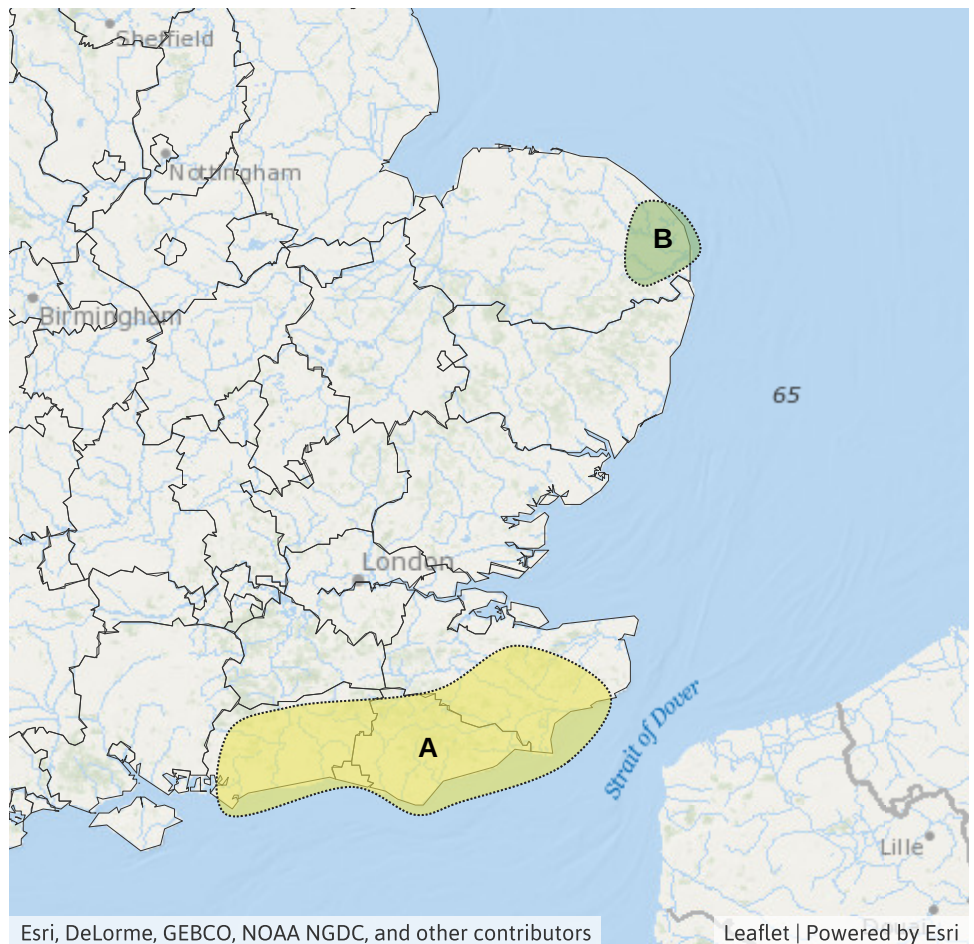 Sheffield
Nottingham
B
Birmingham
65
London
Strait of Dover
A
Lille
Douai
Esri, DeLorme, GEBCO, NOAA NGDC, and other contributors
Leaflet | Powered by Esri